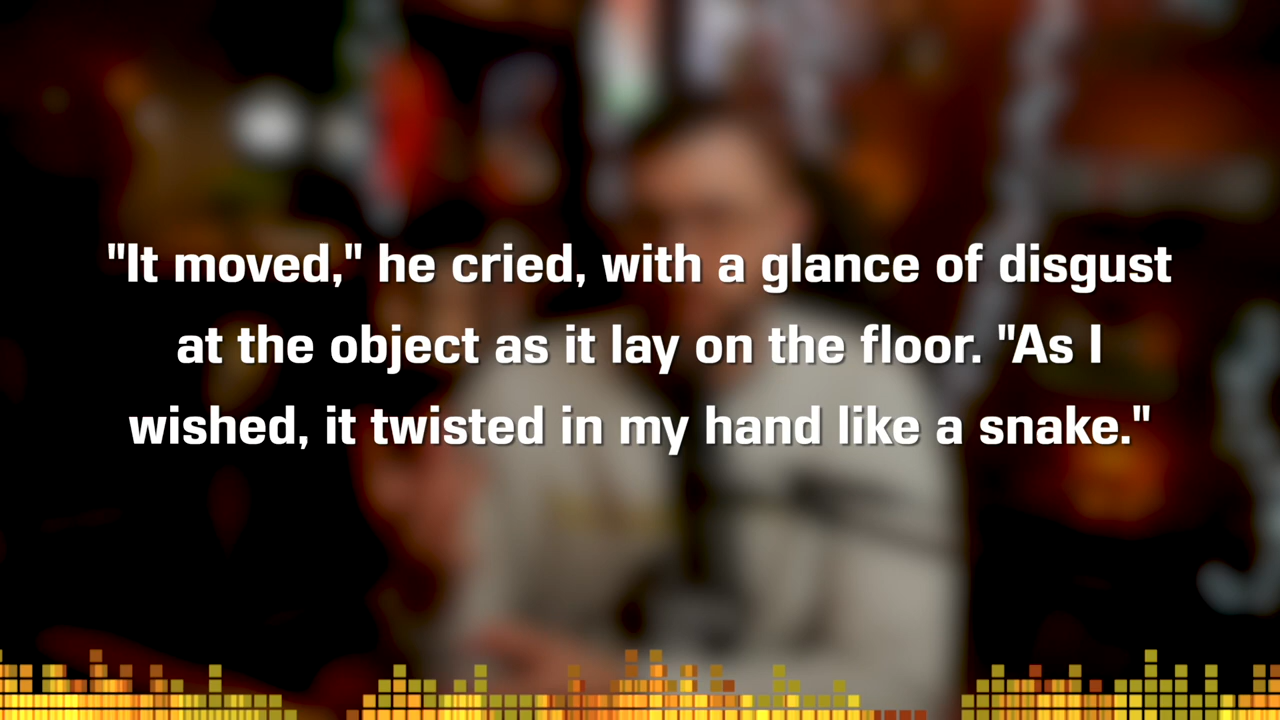 "It moved," he cried, with a glance of disgust
at the object as it lay on the floor. "As I
wished, it twisted in my hand like a snake."